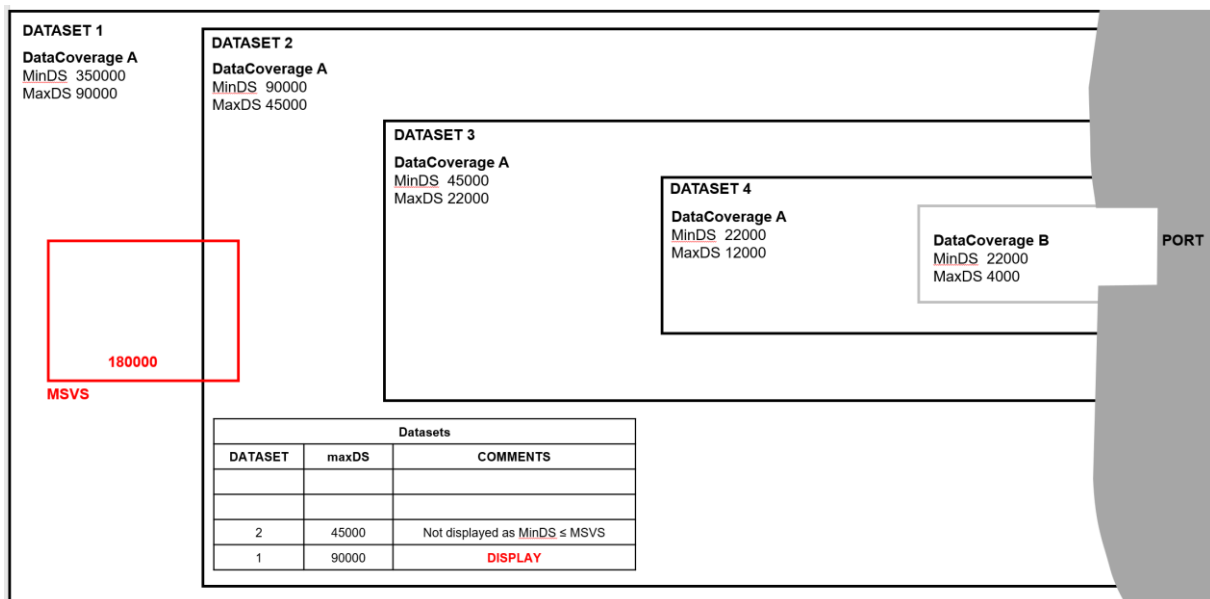 DATASET 1
DataCoverage A
MinDS 350000
MaxDS 90000
DATASET 2
DataCoverage A
MinDS 90000
MaxDS 45000
DATASET 3
DataCoverage A
MinDS 45000
MaxDS 22000
DATASET 4
DataCoverage A
MinDS 22000
MaxDS 12000
DataCoverage B
MinDS 22000
MaxDS 4000
PORT
180000
MSVS
Datasets
DATASET maxDS COMMENTS
2 45000 Not displayed as MinDS ≤ MSVS
1 90000 DISPLAY